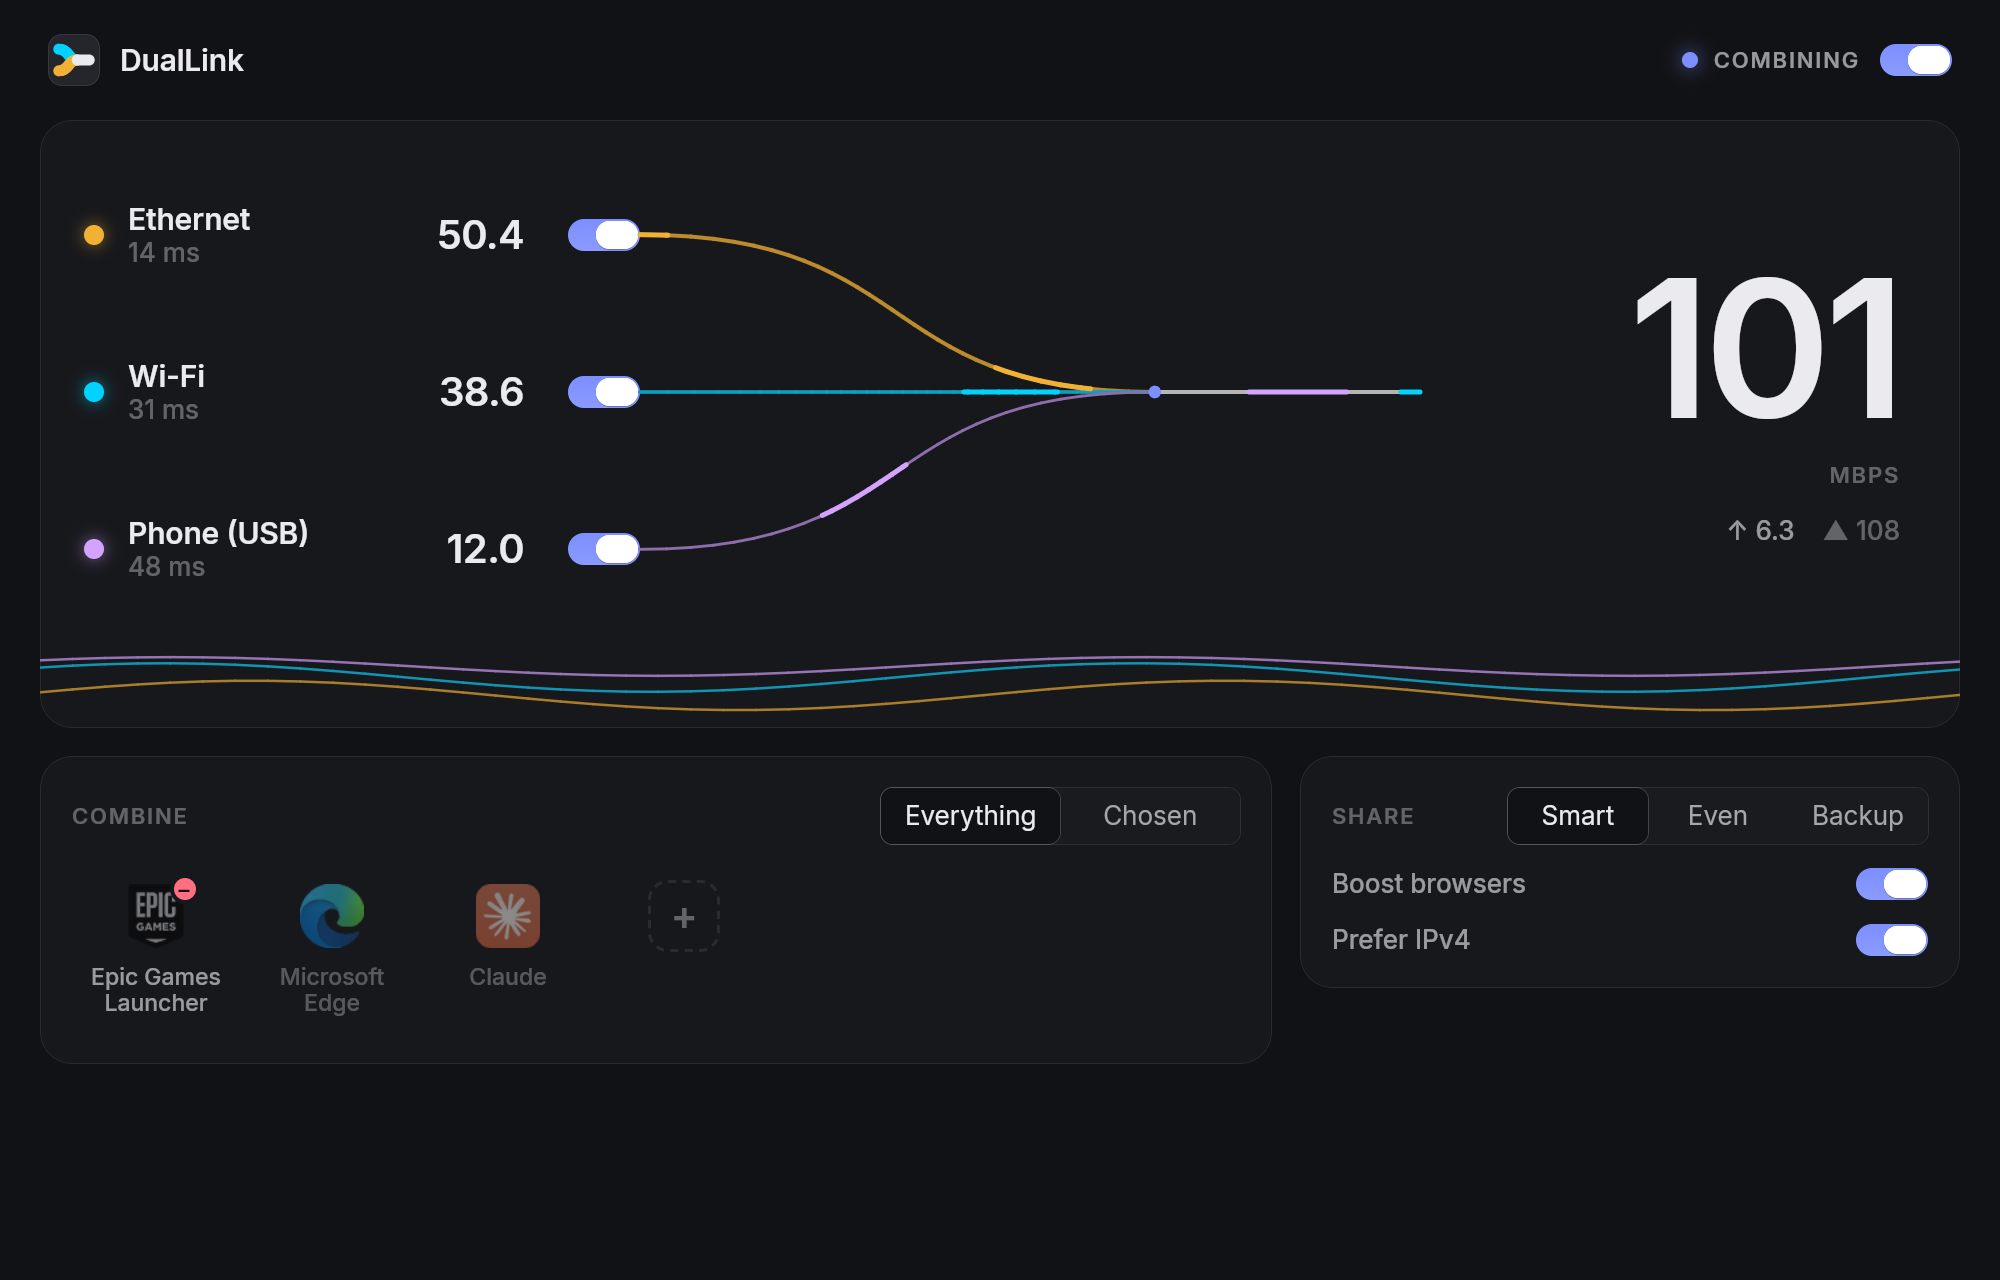 DualLink
COMBINING
Ethernet
14 ms
50.4
Wi-Fi
31 ms
38.6
Phone (USB)
48 ms
12.0
101
MBPS
↑ 6.3 ▲ 108
COMBINE
Everything
Chosen
EPIC
GAMES
Epic Games
Launcher
Microsoft
Edge
Claude
+
SHARE
Smart
Even
Backup
Boost browsers
Prefer IPv4